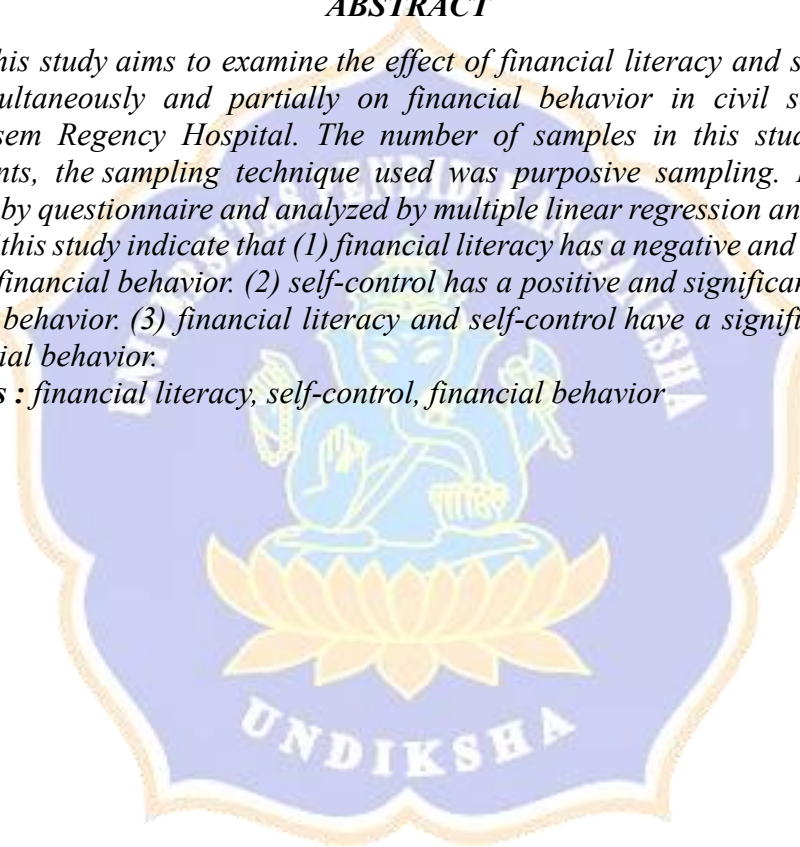 ABSTRACT
his study aims to examine the effect of financial literacy and s
ultaneously and partially on financial behavior in civil s
sem Regency Hospital. The number of samples in this stud
nts, the sampling technique used was purposive sampling.
by questionnaire and analyzed by multiple linear regression an
this study indicate that (1) financial literacy has a negative and
financial behavior. (2) self-control has a positive and significan
behavior. (3) financial literacy and self-control have a signifi
ial behavior.
s : financial literacy, self-control, financial behavior
UNIVERSITAS PENDIDIKAN GANESHA
UNDIKSHA